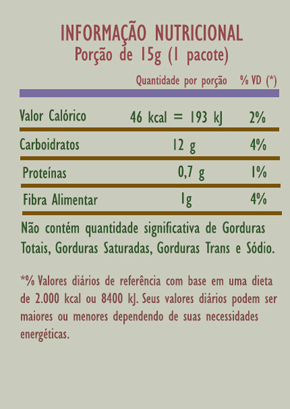 INFORMAÇÃO NUTRICIONAL
Porção de 15g (1 pacote)
Quantidade por porção % VD (*)
Valor Calórico 46 kcal = 193 kJ 2%
Carboidratos 12 g 4%
Proteínas 0,7 g 1%
Fibra Alimentar 1g 4%
Não contém quantidade significativa de Gorduras
Totais, Gorduras Saturadas, Gorduras Trans e Sódio.
*% Valores diários de referência com base em uma dieta
de 2.000 kcal ou 8400 kJ. Seus valores diários podem ser
maiores ou menores dependendo de suas necessidades
energéticas.